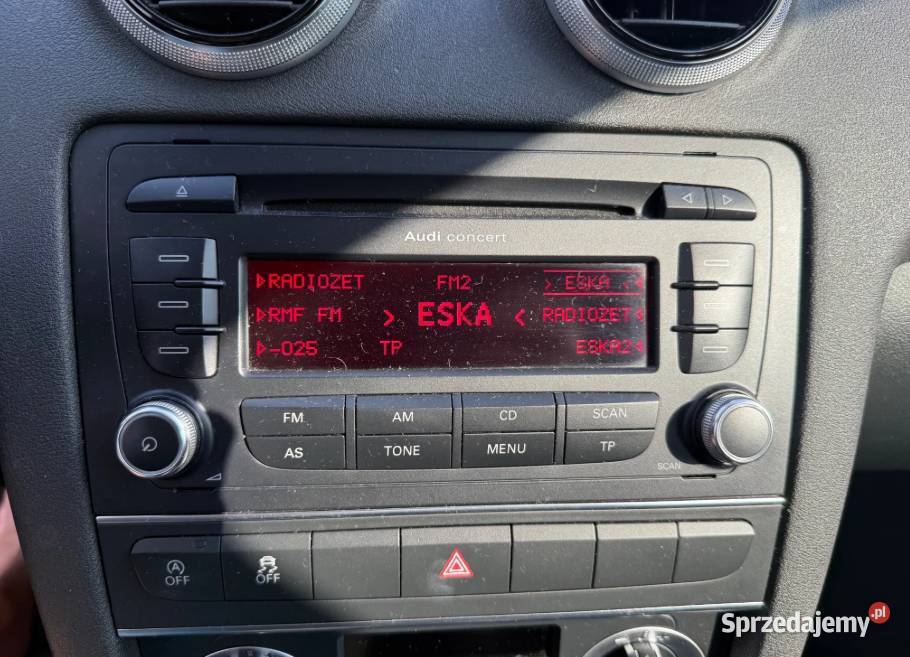 Audi concert
RADIOZET FM2 ESKA
RMF FM > ESKA < RADIOZET
-025 TP ESKA2
FM AM CD SCAN
AS TONE MENU TP
SCAN
A OFF OFF
Sprzedajemy.pl